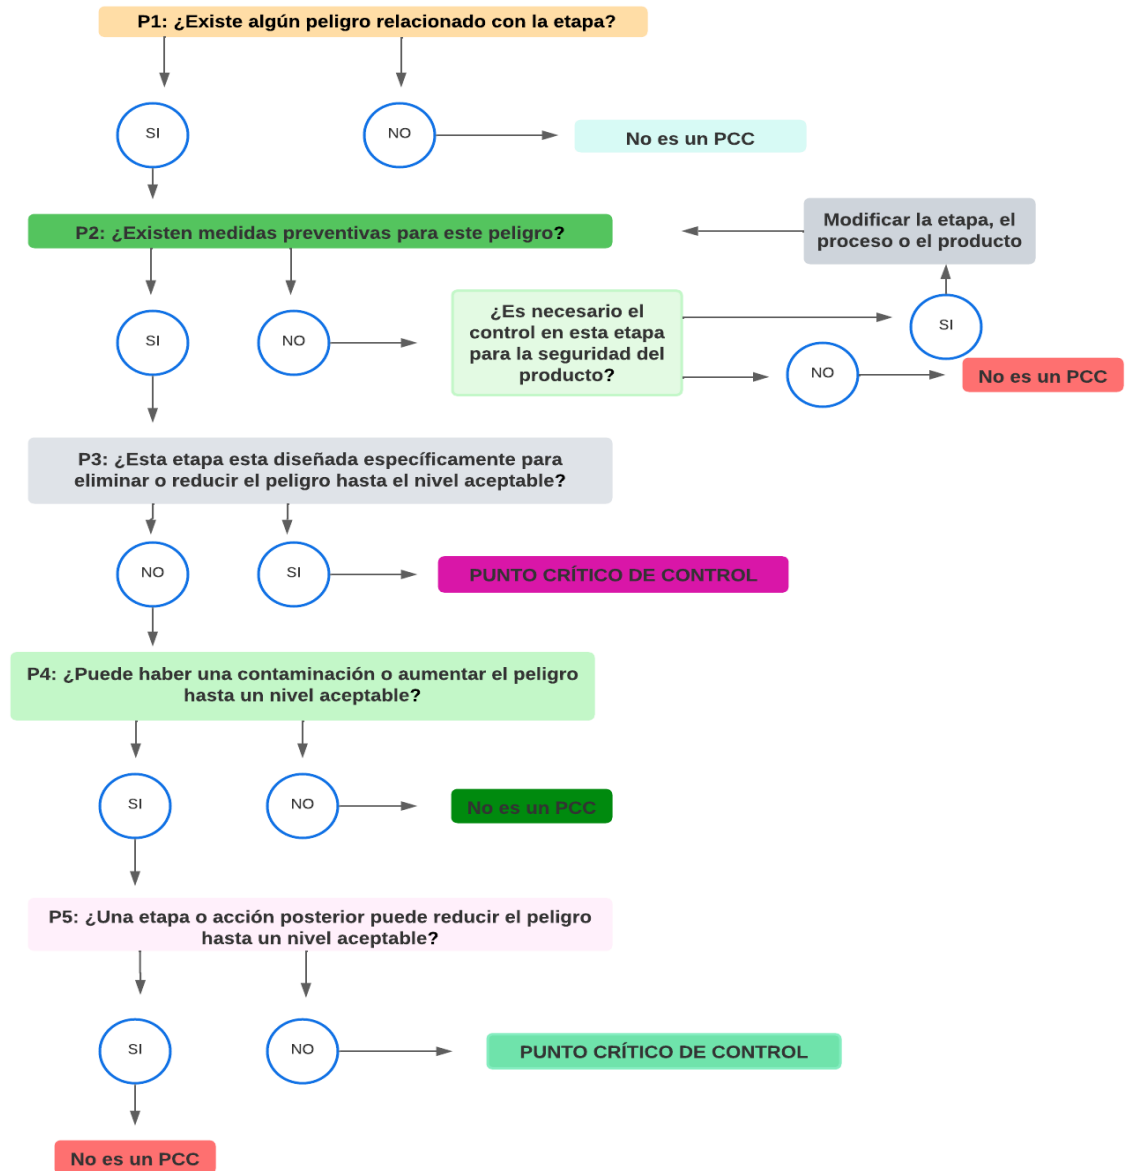 P1: ¿Existe algún peligro relacionado con la etapa?
SI
NO
No es un PCC
P2: ¿Existen medidas preventivas para este peligro?
Modificar la etapa, el
proceso o el producto
SI
NO
¿Es necesario el
control en esta etapa
para la seguridad del
producto?
SI
NO
No es un PCC
P3: ¿Esta etapa esta diseñada específicamente para
eliminar o reducir el peligro hasta el nivel aceptable?
NO
SI
PUNTO CRÍTICO DE CONTROL
P4: ¿Puede haber una contaminación o aumentar el peligro
hasta un nivel aceptable?
SI
NO
No es un PCC
P5: ¿Una etapa o acción posterior puede reducir el peligro
hasta un nivel aceptable?
SI
NO
PUNTO CRÍTICO DE CONTROL
No es un PCC